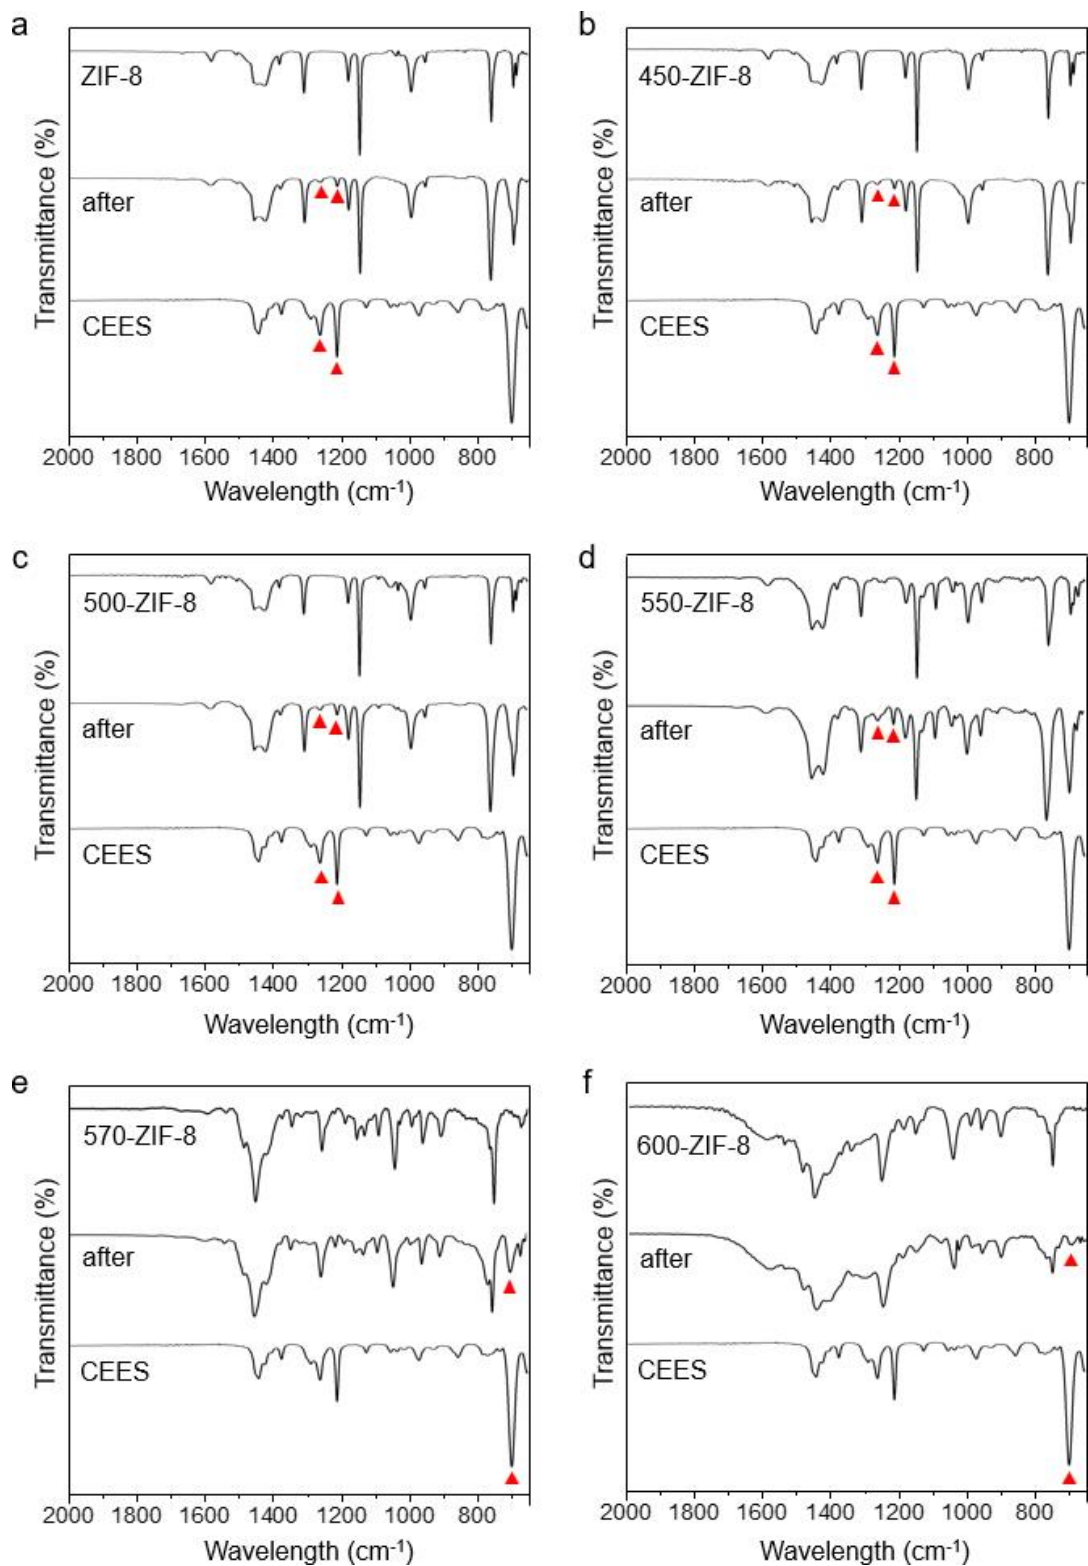 a
ZIF-8
after
CEES
Transmittance (%)
2000 1800 1600 1400 1200 1000 800
Wavelength (cm⁻¹)
b
450-ZIF-8
after
CEES
Transmittance (%)
2000 1800 1600 1400 1200 1000 800
Wavelength (cm⁻¹)
c
500-ZIF-8
after
CEES
Transmittance (%)
2000 1800 1600 1400 1200 1000 800
Wavelength (cm⁻¹)
d
550-ZIF-8
after
CEES
Transmittance (%)
2000 1800 1600 1400 1200 1000 800
Wavelength (cm⁻¹)
e
570-ZIF-8
after
CEES
Transmittance (%)
2000 1800 1600 1400 1200 1000 800
Wavelength (cm⁻¹)
f
600-ZIF-8
after
CEES
Transmittance (%)
2000 1800 1600 1400 1200 1000 800
Wavelength (cm⁻¹)